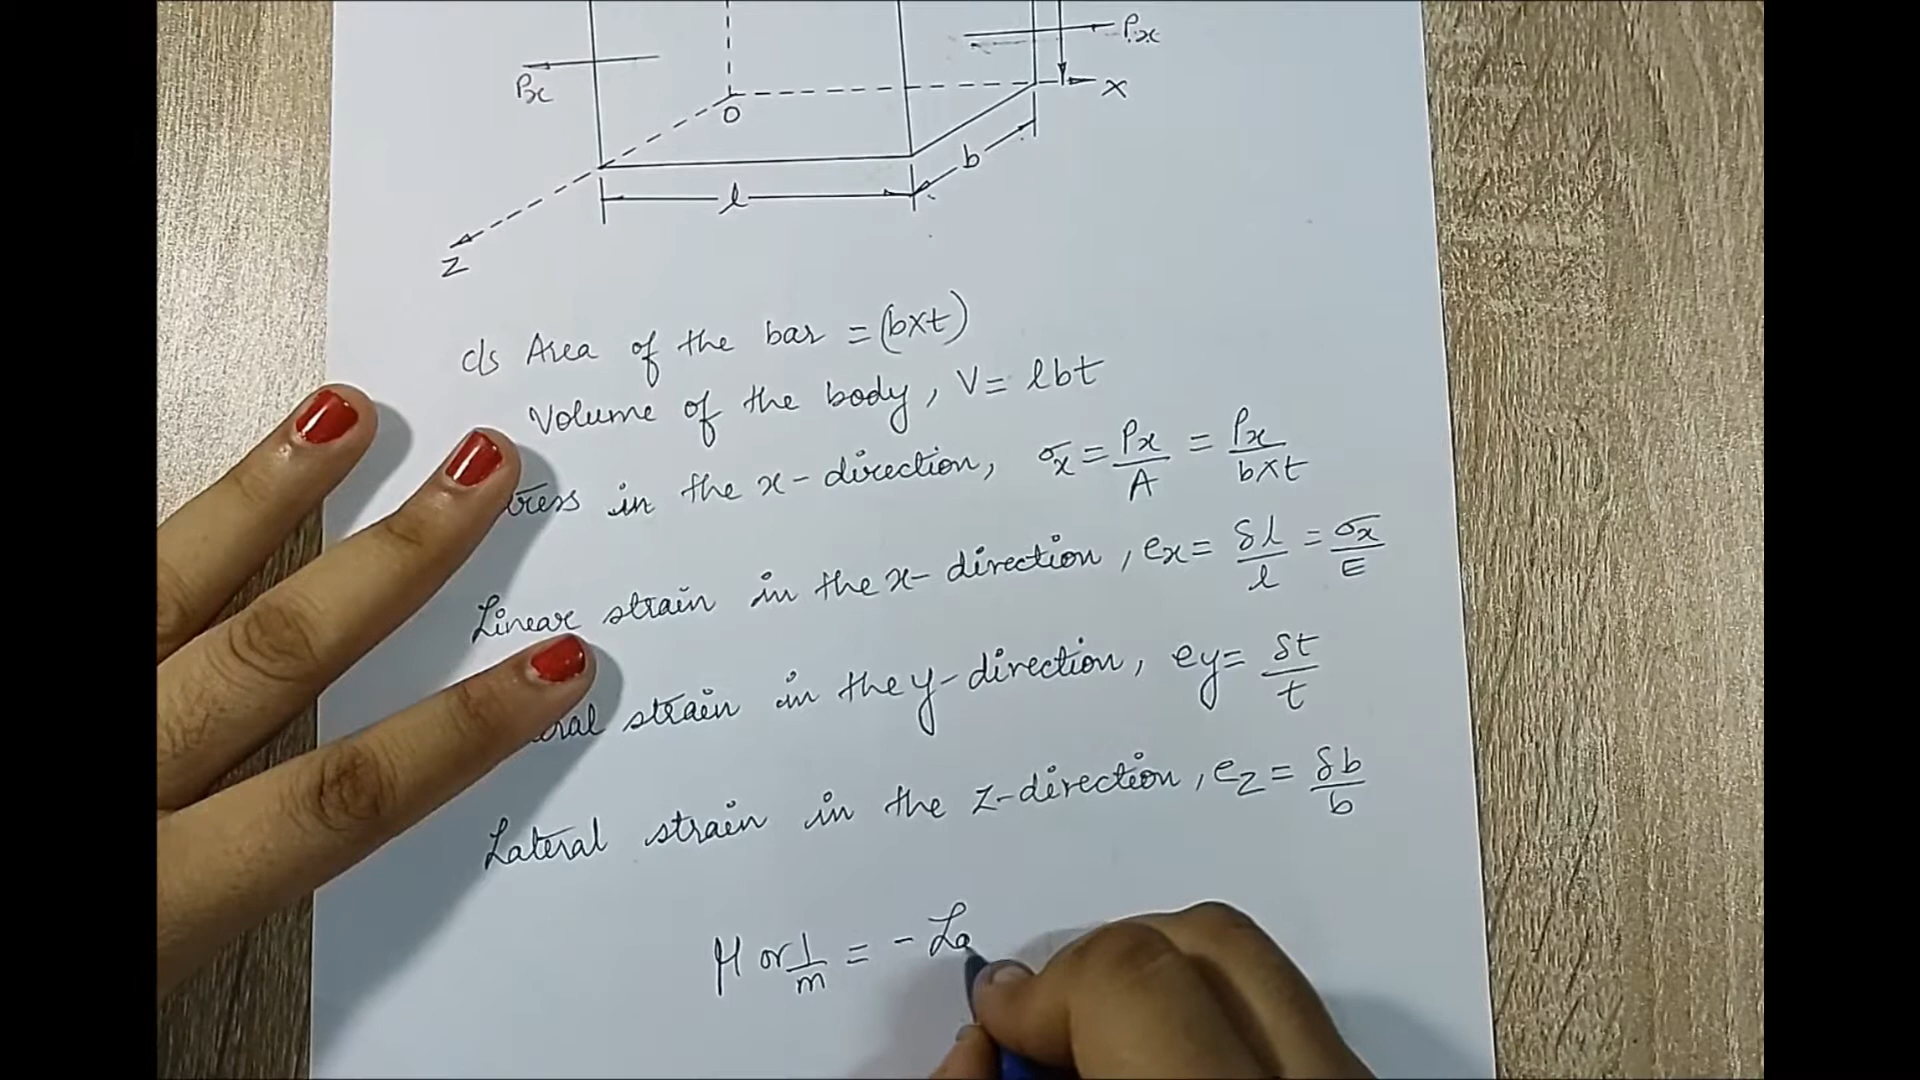 Px
Px
O
X
b
l
Z
c/s Area of the bar = (b×t)
Volume of the body, V = lbt
in the x-direction, σx = Px/A = Px/b×t
Linear strain in the x-direction, ex = δl/l = σx/E
strain in the y-direction, ey = δt/t
Lateral strain in the z-direction, ez = δb/b
μ or 1/m = - La